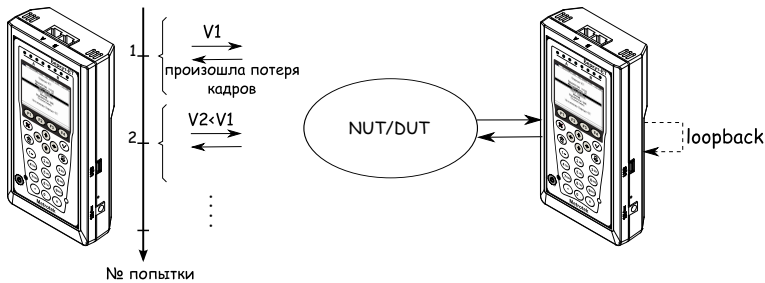 V1
1
произошла потеря
кадров
V2<V1
2
NUT/DUT
loopback
№ попытки